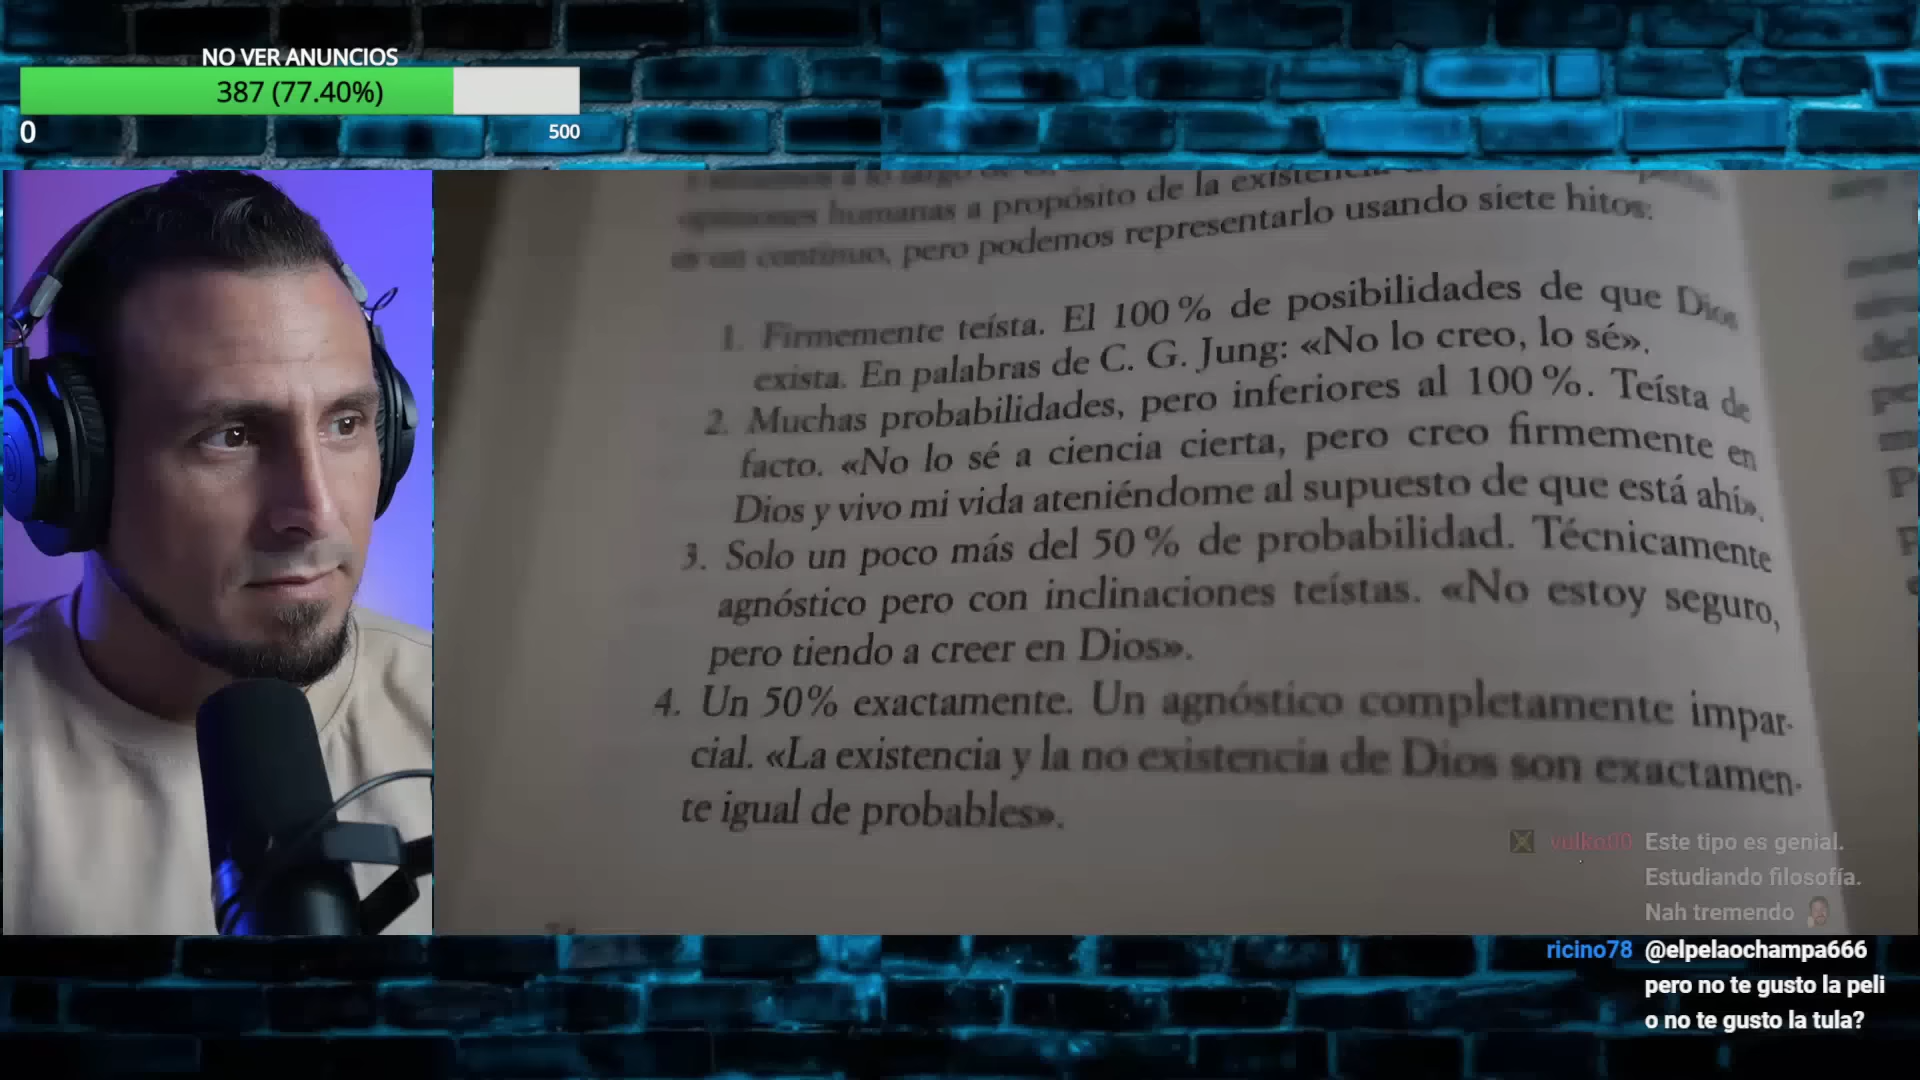 NO VER ANUNCIOS
387 (77.40%)
0
500
humanas a propósito de la
es un continuo, pero podemos representarlo usando siete hitos:
1. Firmemente teísta. El 100 % de posibilidades de que Dios
exista. En palabras de C. G. Jung: «No lo creo, lo sé».
2. Muchas probabilidades, pero inferiores al 100 %. Teísta de
facto. «No lo sé a ciencia cierta, pero creo firmemente en
Dios y vivo mi vida ateniéndome al supuesto de que está ahí».
3. Solo un poco más del 50 % de probabilidad. Técnicamente
agnóstico pero con inclinaciones teístas. «No estoy seguro,
pero tiendo a creer en Dios».
4. Un 50% exactamente. Un agnóstico completamente impar-
cial. «La existencia y la no existencia de Dios son exactamen-
te igual de probables».
vulko00 Este tipo es genial.
Estudiando filosofía.
Nah tremendo
ricino78 @elpelaochampa666
pero no te gusto la peli
o no te gusto la tula?